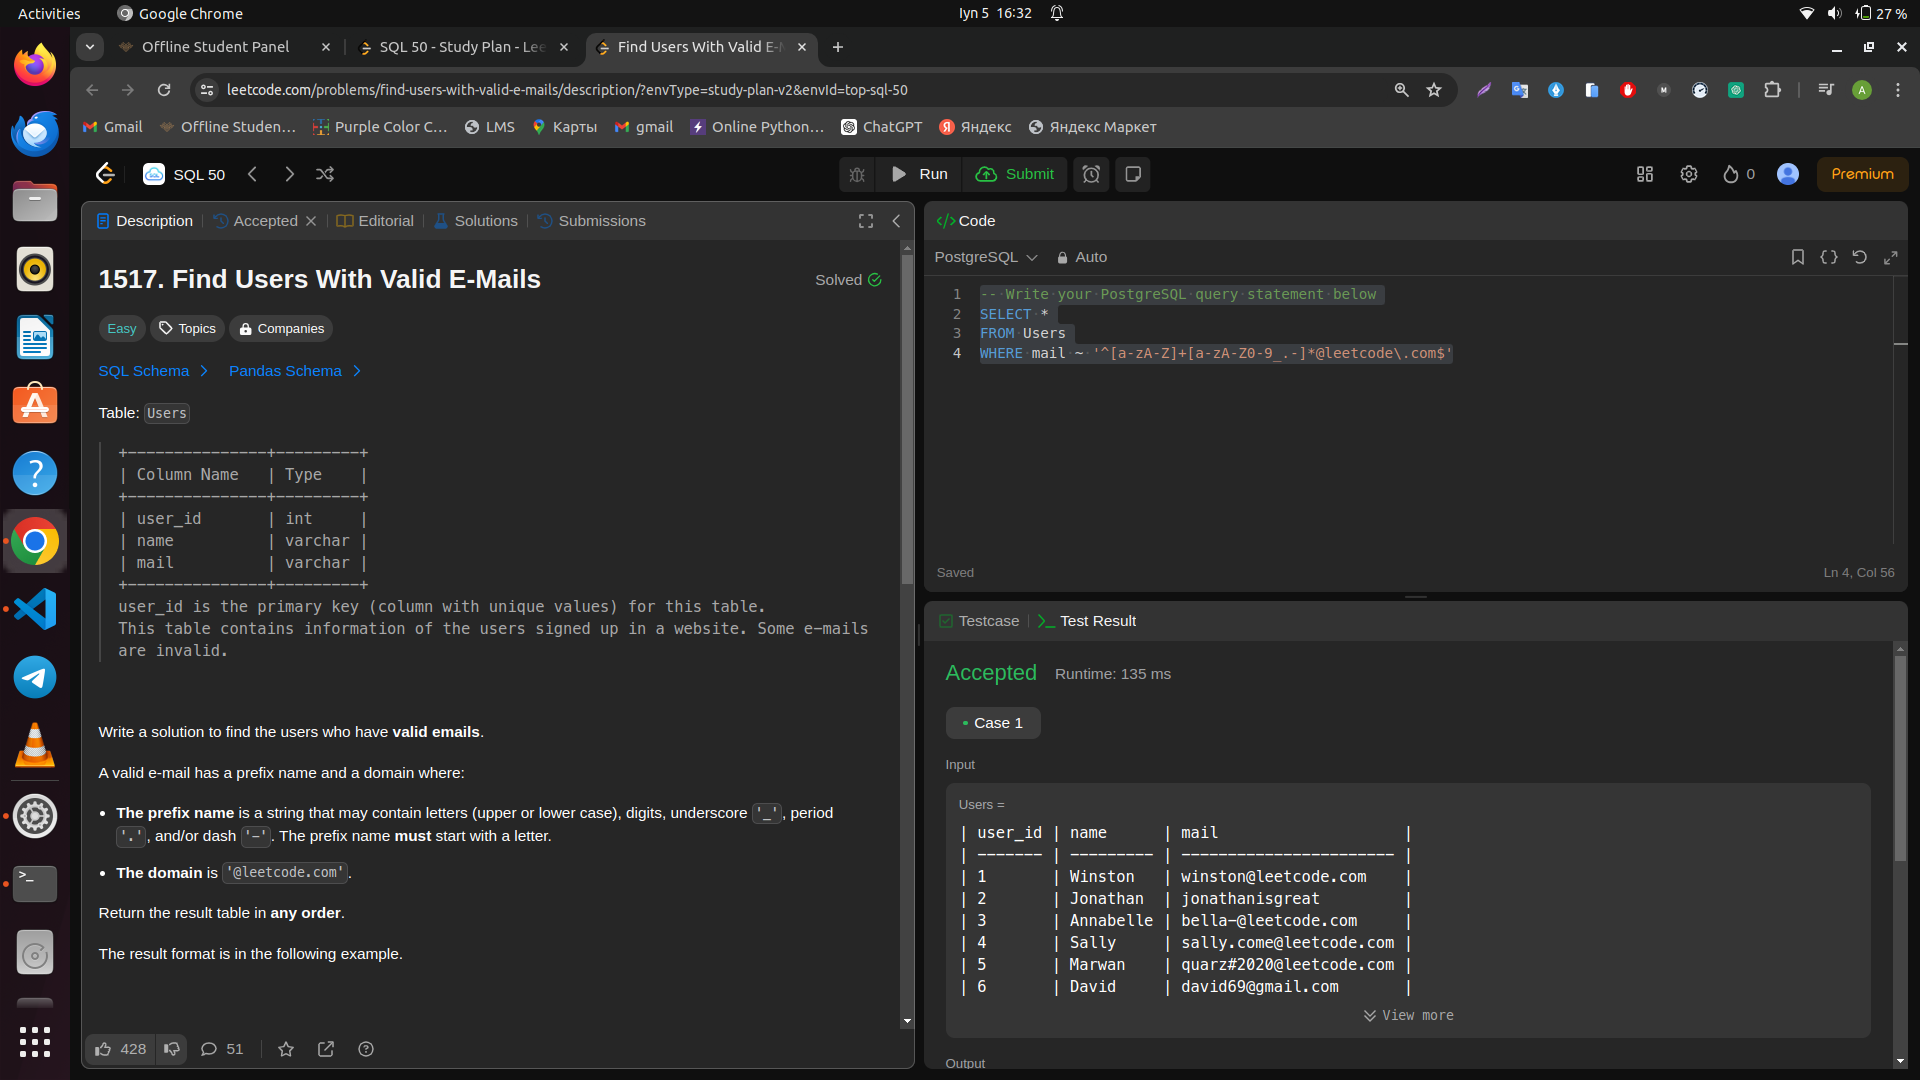 Activities
Google Chrome
Iyn 5 16:32
27 %
Offline Student Panel
SQL 50 - Study Plan - Lee
Find Users With Valid E-M
leetcode.com/problems/find-users-with-valid-e-mails/description/?envType=study-plan-v2&envId=top-sql-50
Gmail
Offline Studen...
Purple Color C...
LMS
Карты
gmail
Online Python...
ChatGPT
Яндекс
Яндекс Маркет
SQL 50
Run
Submit
0
Premium
Description
Accepted
Editorial
Solutions
Submissions
1517. Find Users With Valid E-Mails
Solved
Easy
Topics
Companies
SQL Schema
Pandas Schema
Table: Users
+---------------+---------+
| Column Name   | Type    |
+---------------+---------+
| user_id       | int     |
| name          | varchar |
| mail          | varchar |
+---------------+---------+
user_id is the primary key (column with unique values) for this table.
This table contains information of the users signed up in a website. Some e-mails
are invalid.
Write a solution to find the users who have valid emails.
A valid e-mail has a prefix name and a domain where:
• The prefix name is a string that may contain letters (upper or lower case), digits, underscore '_', period
'.', and/or dash '-'. The prefix name must start with a letter.
• The domain is '@leetcode.com'.
Return the result table in any order.
The result format is in the following example.
428
51
Code
PostgreSQL
Auto
1 -- Write your PostgreSQL query statement below
2 SELECT *
3 FROM Users
4 WHERE mail ~ '^[a-zA-Z]+[a-zA-Z0-9_.-]*@leetcode\.com$'
Saved
Ln 4, Col 56
Testcase
Test Result
Accepted
Runtime: 135 ms
Case 1
Input
Users =
| user_id | name      | mail                    |
| ------- | --------- | ----------------------- |
| 1       | Winston   | winston@leetcode.com    |
| 2       | Jonathan  | jonathanisgreat         |
| 3       | Annabelle | bella-@leetcode.com     |
| 4       | Sally     | sally.come@leetcode.com |
| 5       | Marwan    | quarz#2020@leetcode.com |
| 6       | David     | david69@gmail.com       |
View more
Output